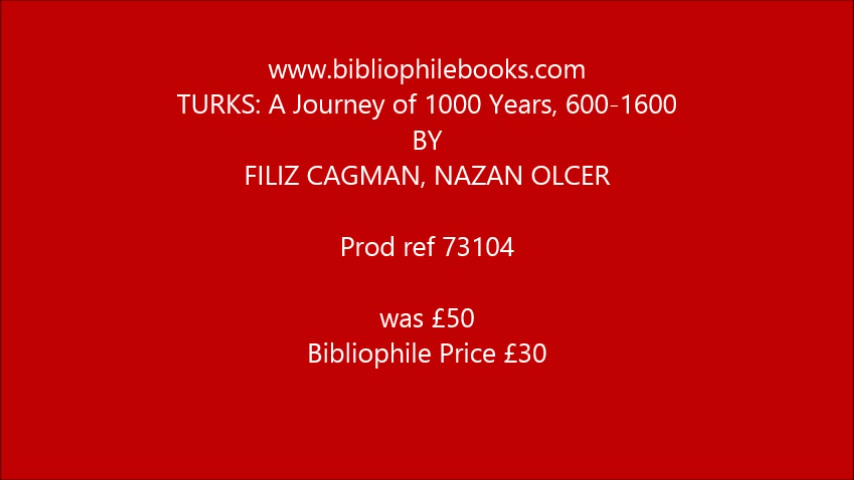 www.bibliophilebooks.com
TURKS: A Journey of 1000 Years, 600-1600
BY
FILIZ CAGMAN, NAZAN OLCER
Prod ref 73104
was £50
Bibliophile Price £30